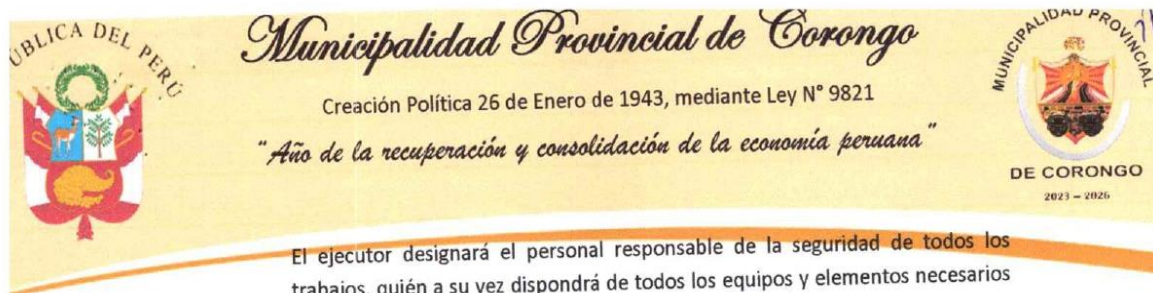 ÚBLICA DEL PERÚ
Municipalidad Provincial de Corongo
Creación Política 26 de Enero de 1943, mediante Ley N° 9821
"Año de la recuperación y consolidación de la economía peruana"
MUNICIPALIDAD PROVINCIAL
DE CORONGO
2023 – 2026
El ejecutor designará el personal responsable de la seguridad de todos los
trabajos, quién a su vez dispondrá de todos los equipos y elementos necesarios